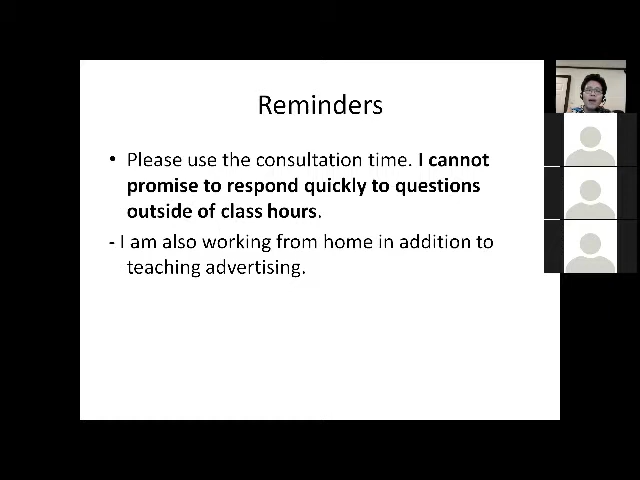 Reminders
• Please use the consultation time. I cannot
promise to respond quickly to questions
outside of class hours.
- I am also working from home in addition to
teaching advertising.